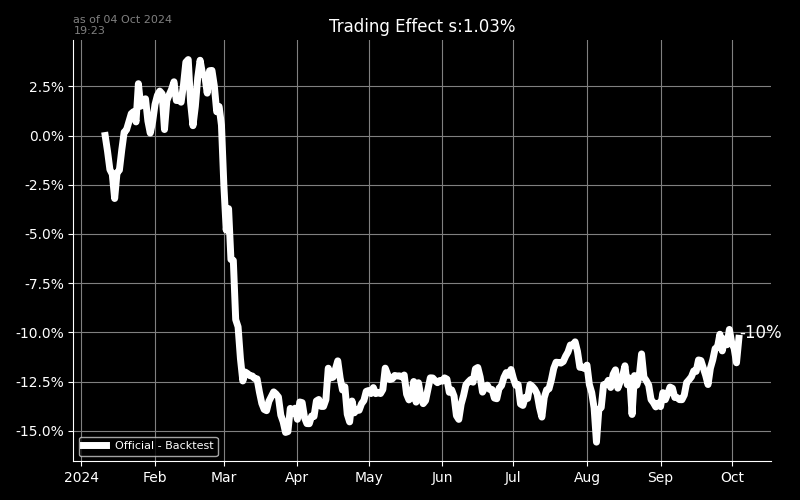 as of 04 Oct 2024
19:23
Trading Effect s:1.03%
2.5%
0.0%
-2.5%
-5.0%
-7.5%
-10.0%
-12.5%
-15.0%
-10%
Official - Backtest
2024 Feb Mar Apr May Jun Jul Aug Sep Oct